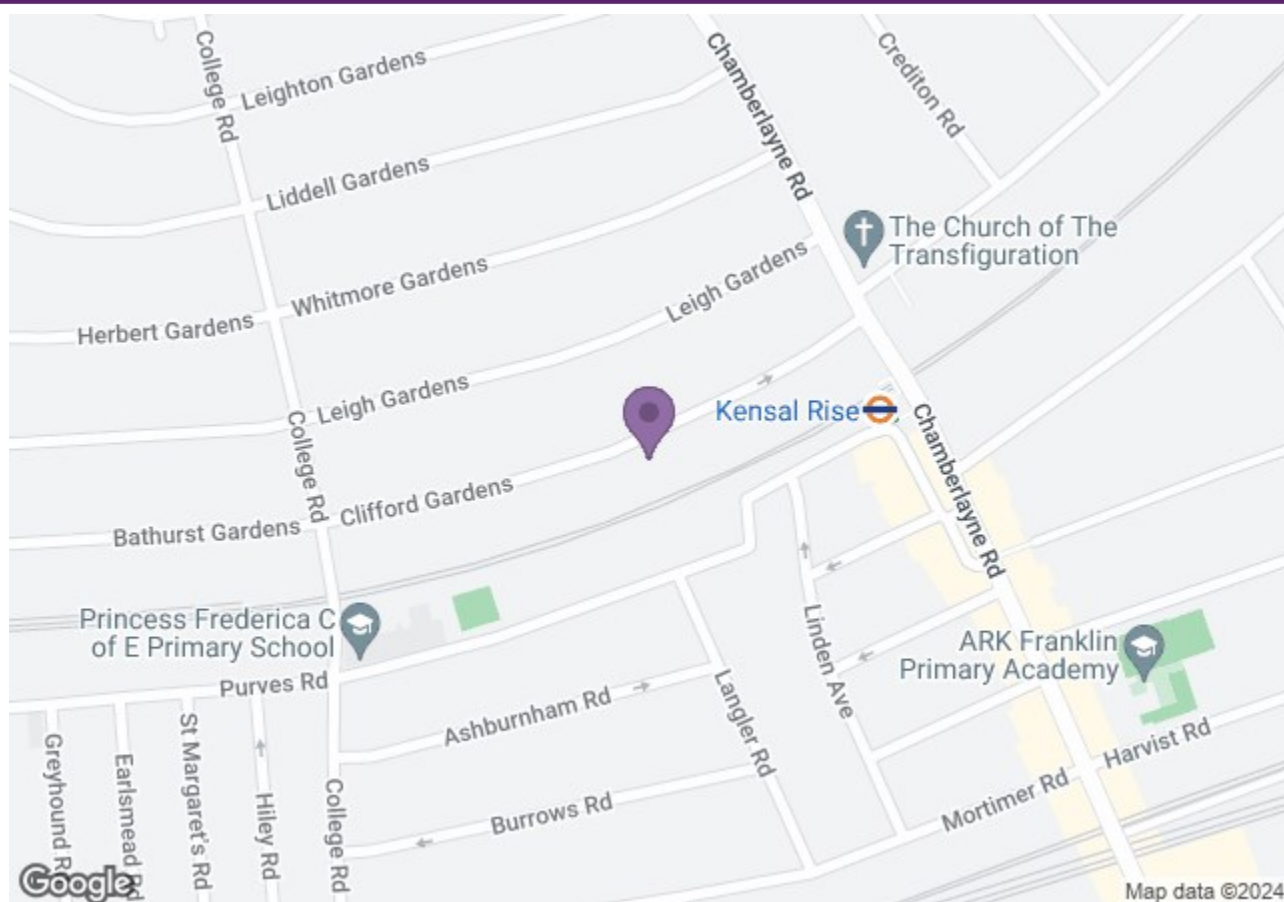 College Rd
Leighton Gardens
Chamberlayne Rd
Crediton Rd
Liddell Gardens
The Church of The
Transfiguration
Whitmore Gardens
Leigh Gardens
Herbert Gardens
Leigh Gardens
Kensal Rise
College Rd
Chamberlayne Rd
Clifford Gardens
Bathurst Gardens
Princess Frederica C
of E Primary School
Linden Ave
ARK Franklin
Primary Academy
Purves Rd
Ashburnham Rd
Langler Rd
Greyhound Rd
Earlsmead Rd
St Margaret's Rd
Hiley Rd
College Rd
Burrows Rd
Mortimer Rd
Harvist Rd
Google
Map data ©2024